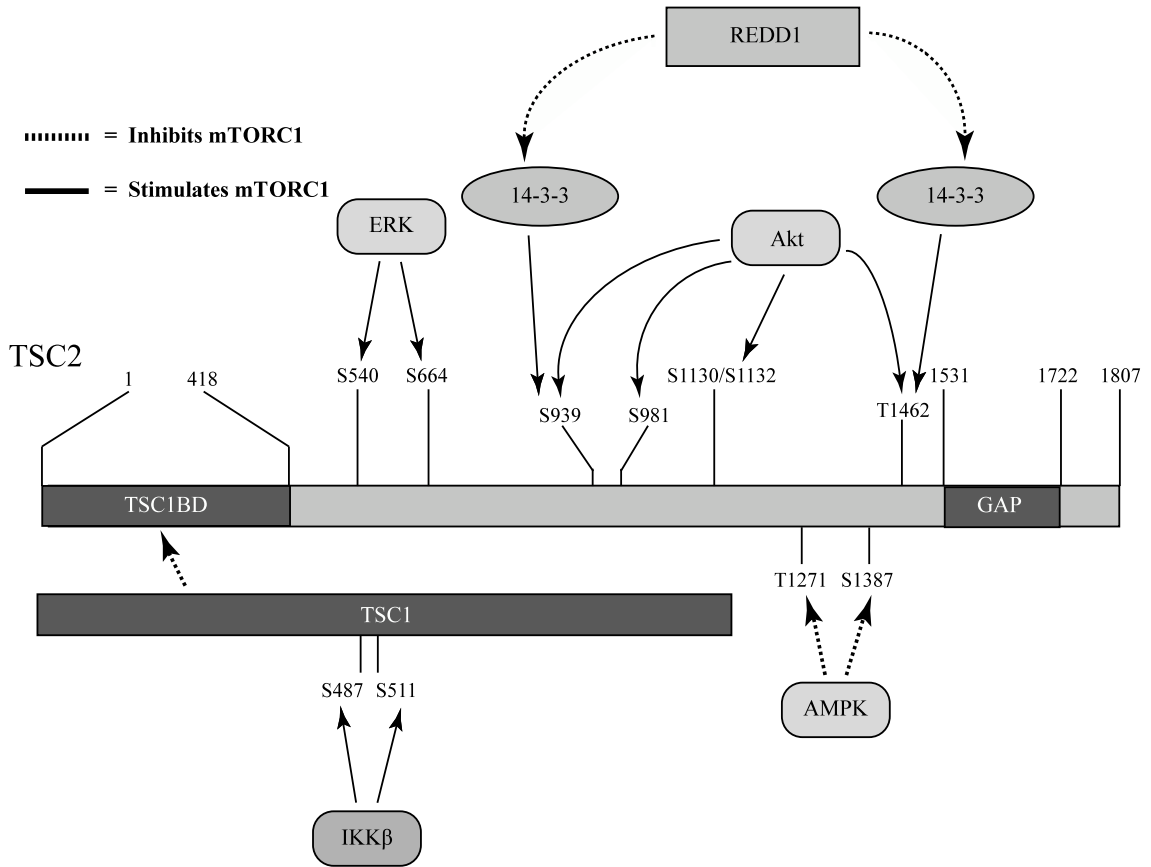 REDD1
= Inhibits mTORC1
= Stimulates mTORC1
14-3-3
14-3-3
ERK
Akt
TSC2
1
418
S540
S664
S939
S981
S1130/S1132
T1462
1531
1722
1807
TSC1BD
GAP
T1271
S1387
TSC1
S487
S511
AMPK
IKKβ